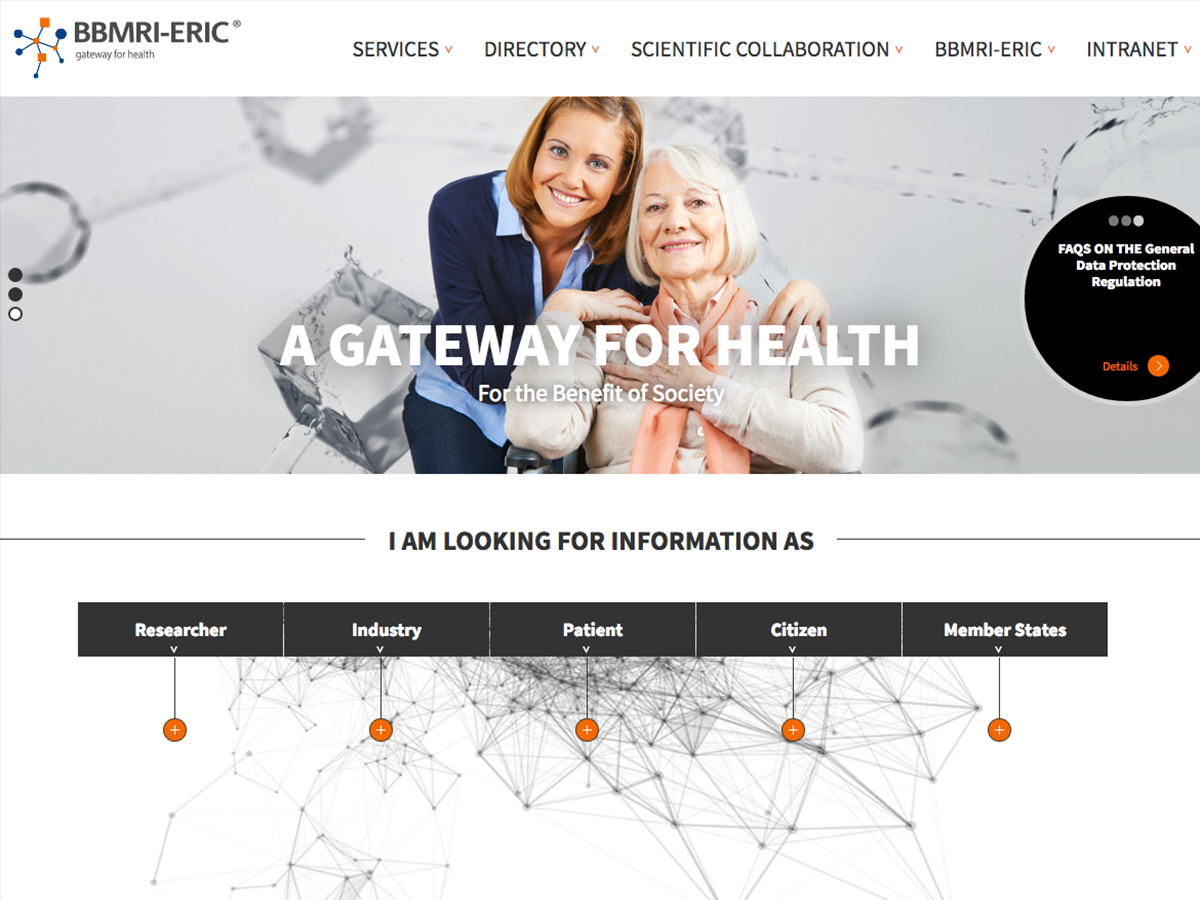 BBMRI-ERIC®
gateway for health
SERVICES
DIRECTORY
SCIENTIFIC COLLABORATION
BBMRI-ERIC
INTRANET
FAQS ON THE General
Data Protection
Regulation
Details
A GATEWAY FOR HEALTH
For the Benefit of Society
I AM LOOKING FOR INFORMATION AS
Researcher
Industry
Patient
Citizen
Member States